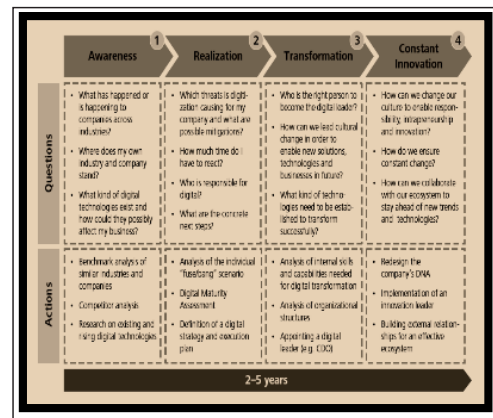 1 2 3 4
Awareness Realization Transformation Constant
Innovation
Questions
• What has happened or
is happening to
companies across
industries?
• Where does my own
industry and company
stand?
• What kind of digital
technologies exist and
how could they possibly
affect my business?
• Which threats is digiti-
zation causing for my
company and what are
possible mitigations?
• How much time do I
have to react?
• Who is responsible for
digital?
• What are the concrete
next steps?
• Who is the right person to
become the digital leader?
• How can we lead cultural
change in order to
enable new solutions,
technologies and
businesses in future?
• What kind of techno-
logies need to be estab-
lished to transform
successfully?
• How can we change our
culture to enable respon-
sibility, intrapreneurship
and innovation?
• How do we ensure
constant change?
• How can we collaborate
with our ecosystem to
stay ahead of new trends
and technologies?
Actions
• Benchmark analysis of
similar industries and
companies
• Competitor analysis
• Research on existing and
rising digital technologies
• Analysis of the individual
"fuse/bang" scenario
• Digital Maturity
Assessment
• Definition of a digital
strategy and execution
plan
• Analysis of internal skills
and capabilities needed
for digital transformation
• Analysis of organizational
structures
• Appointing a digital
leader (e.g. CDO)
• Redesign the
company's DNA
• Implementation of an
innovation leader
• Building external relation-
ships for an effective
ecosystem
2–5 years